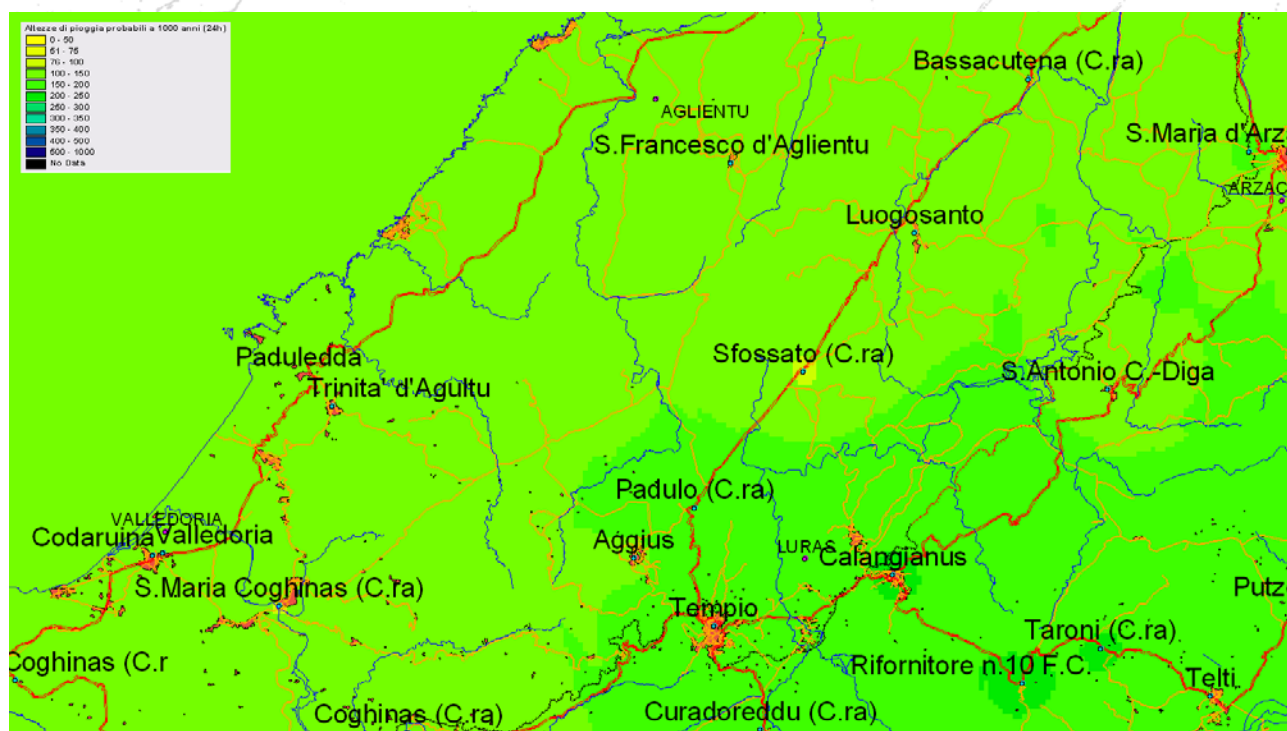 Altezze di pioggia probabili a 1000 anni (24h)
0 - 50
51 - 75
76 - 100
100 - 150
150 - 200
200 - 250
250 - 300
300 - 350
350 - 400
400 - 500
500 - 1000
No Data
Bassacutena (C.ra)
AGLIENTU
S.Francesco d'Aglientu
S.Maria d'Arz
ARZAC
Luogosanto
Paduledda
Sfossato (C.ra)
Trinita' d'Agultu
S.Antonio C.-Diga
Padulo (C.ra)
VALLEDORIA
Codaruina
Valledoria
Aggius
LURAS
Calangianus
S.Maria Coghinas (C.ra)
Putz
Tempio
Taroni (C.ra)
Coghinas (C.r
Rifornitore n.10 F.C.
Telti
Coghinas (C.ra)
Curadoreddu (C.ra)